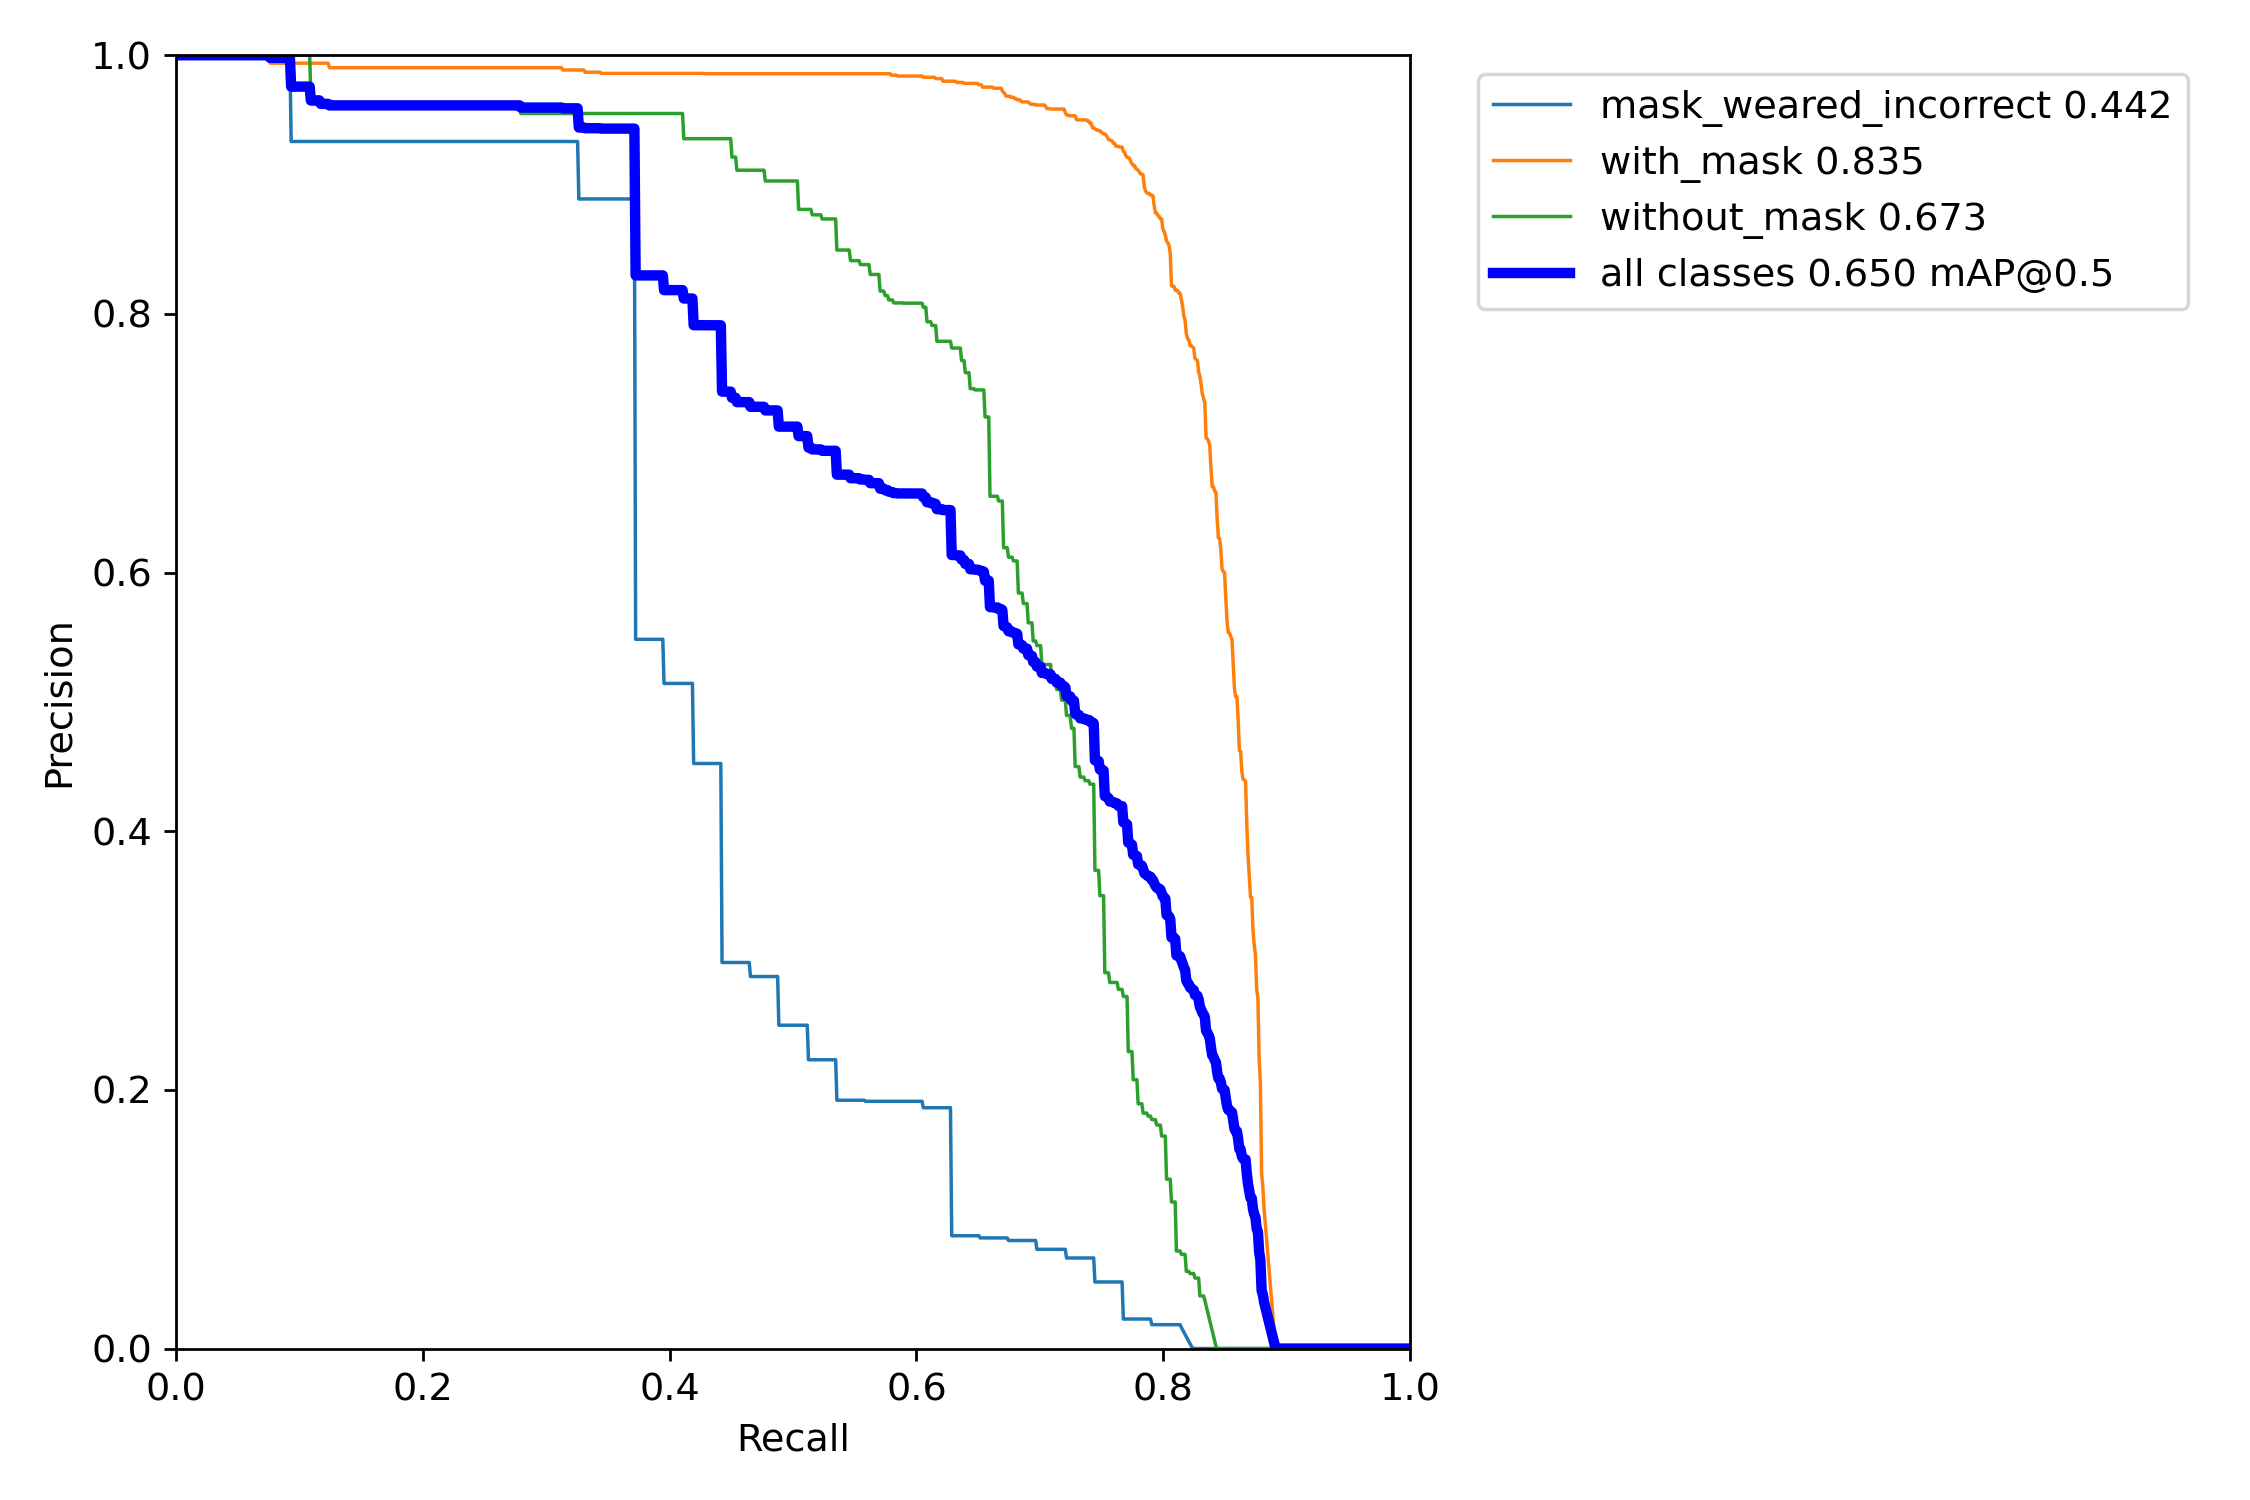 1.0
0.8
0.6
0.4
0.2
0.0
0.0 0.2 0.4 0.6 0.8 1.0
Precision
Recall
mask_weared_incorrect 0.442
with_mask 0.835
without_mask 0.673
all classes 0.650 mAP@0.5